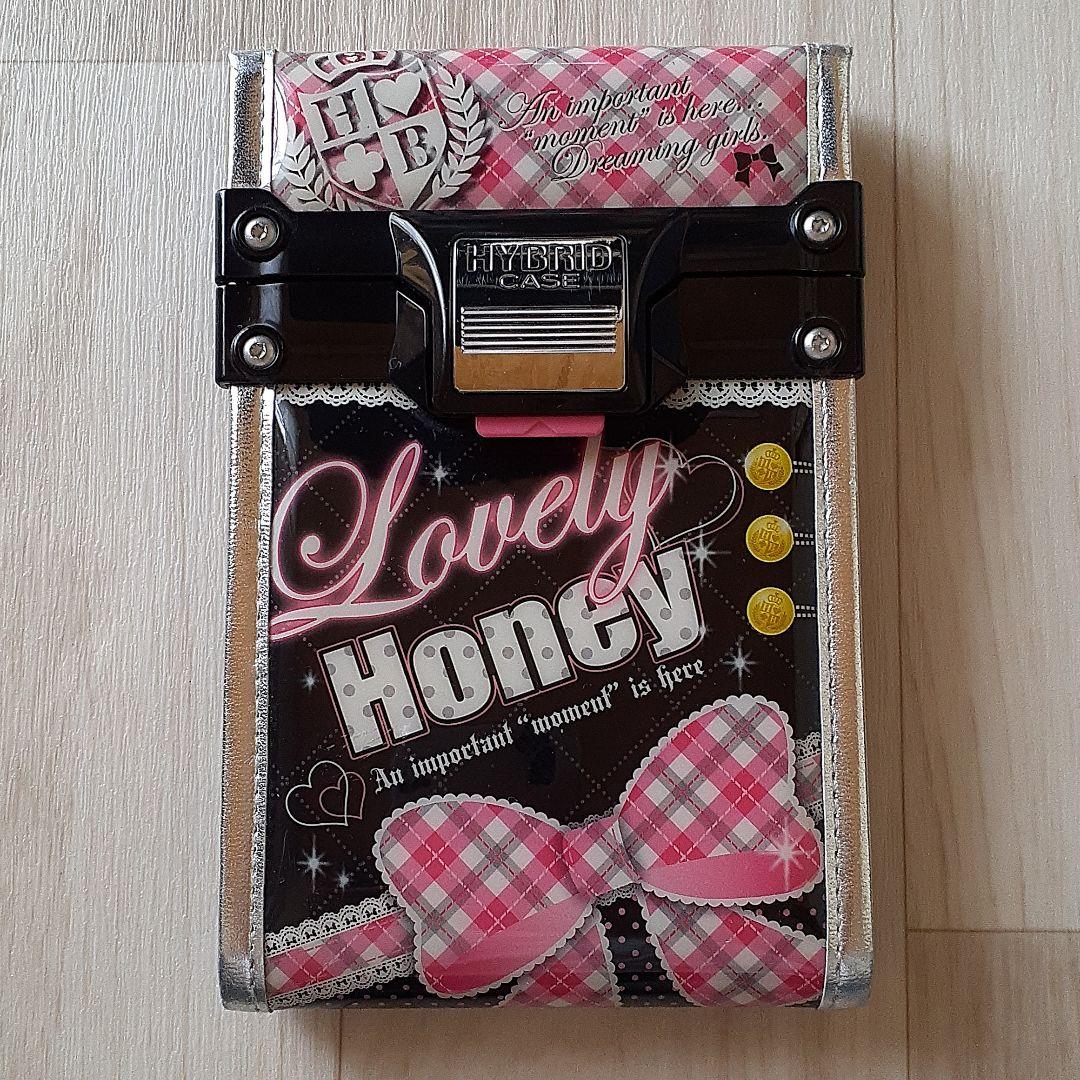 H
B
An important
"moment" is here...
Dreaming girls.
HYBRID
CASE
Lovely
Honey
An important "moment" is here